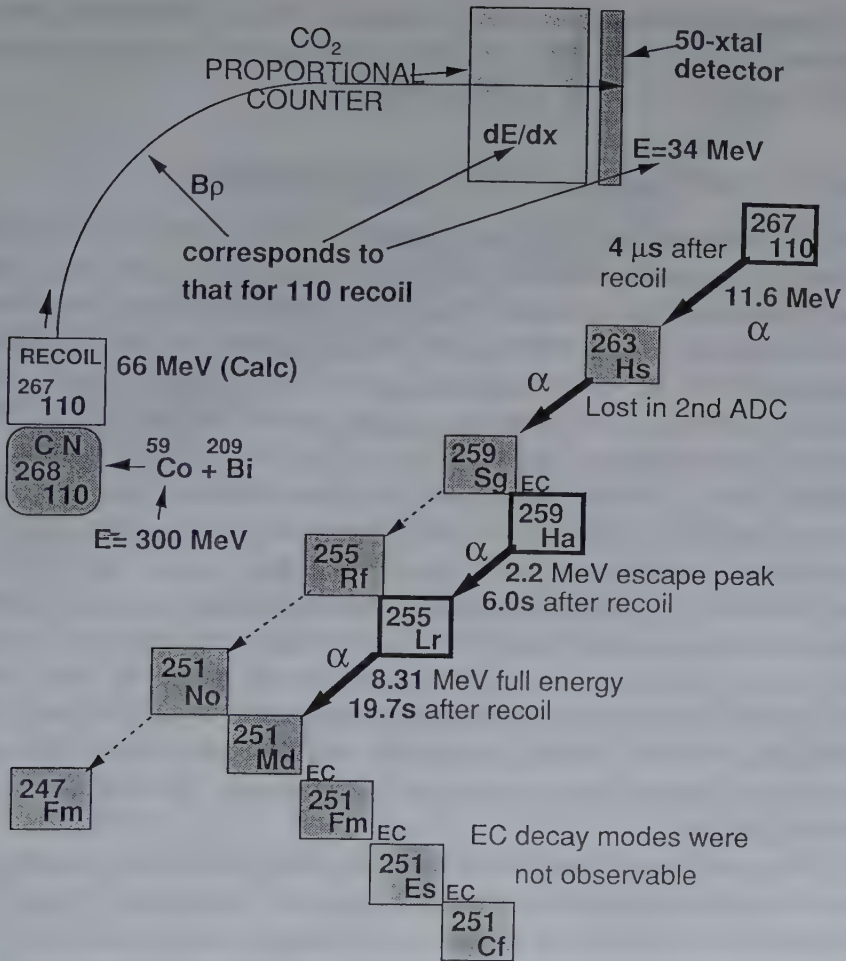 CO₂
PROPORTIONAL
COUNTER
50-xtal
detector
dE/dx
E=34 MeV
Bρ
corresponds to
that for 110 recoil
267
110
4 μs after
recoil
11.6 MeV
α
RECOIL
267
110
66 MeV (Calc)
263
Hs
α
Lost in 2nd ADC
CN
268
110
⁵⁹Co + ²⁰⁹Bi
E= 300 MeV
259
Sg
EC
259
Ha
255
Rf
α
2.2 MeV escape peak
6.0s after recoil
255
Lr
251
No
α
8.31 MeV full energy
19.7s after recoil
251
Md
EC
247
Fm
251
Fm
EC
EC decay modes were
not observable
251
Es
EC
251
Cf